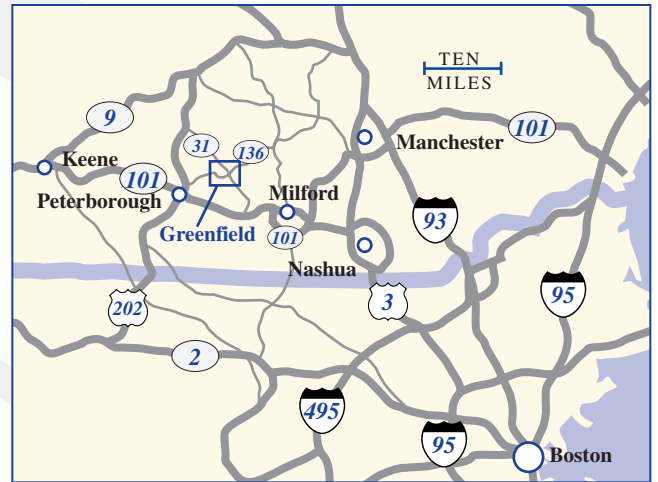 TEN
MILES
9
101
31
136
Manchester
Keene
101
Peterborough
Milford
101
Greenfield
93
Nashua
202
3
95
2
495
95
Boston